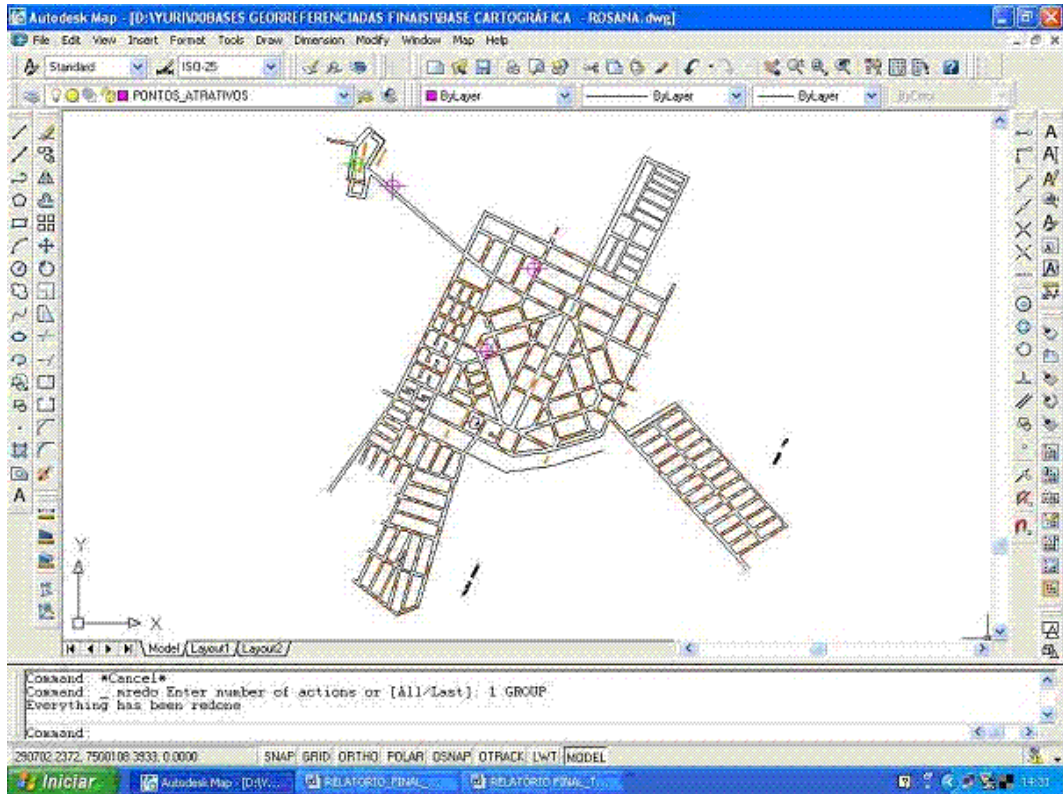 Autodesk Map - [D:\YURI\00BASES GEORREFERENCIADAS FINAIS\BASE CARTOGRÁFICA - ROSANA.dwg]
File Edit View Insert Format Tools Draw Dimension Modify Window Map Help
Standard ISO-25
PONTOS_ATRATIVOS ByLayer ByLayer ByLayer ByColor
A
A
Y
X
Model Layout1 Layout2
Command: *Cancel*
Command: _mredo Enter number of actions or [All/Last]: 1 GROUP
Everything has been redone
Command:
290702.2372, 7500108.3933, 0.0000 SNAP GRID ORTHO POLAR OSNAP OTRACK LWT MODEL
Iniciar Autodesk Map - [D:\Y... RELATÓRIO_FINAL_... RELATÓRIO FINAL_T... 14:31